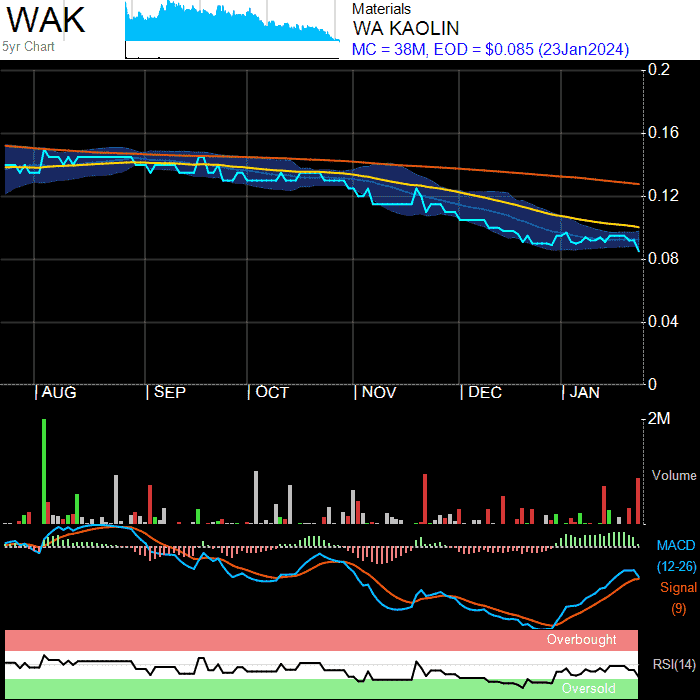 WAK
5yr Chart
Materials
WA KAOLIN
MC = 38M, EOD = $0.085 (23Jan2024)
0.2
0.16
0.12
0.08
0.04
0
AUG
SEP
OCT
NOV
DEC
JAN
2M
Volume
MACD
(12-26)
Signal
(9)
Overbought
RSI(14)
Oversold